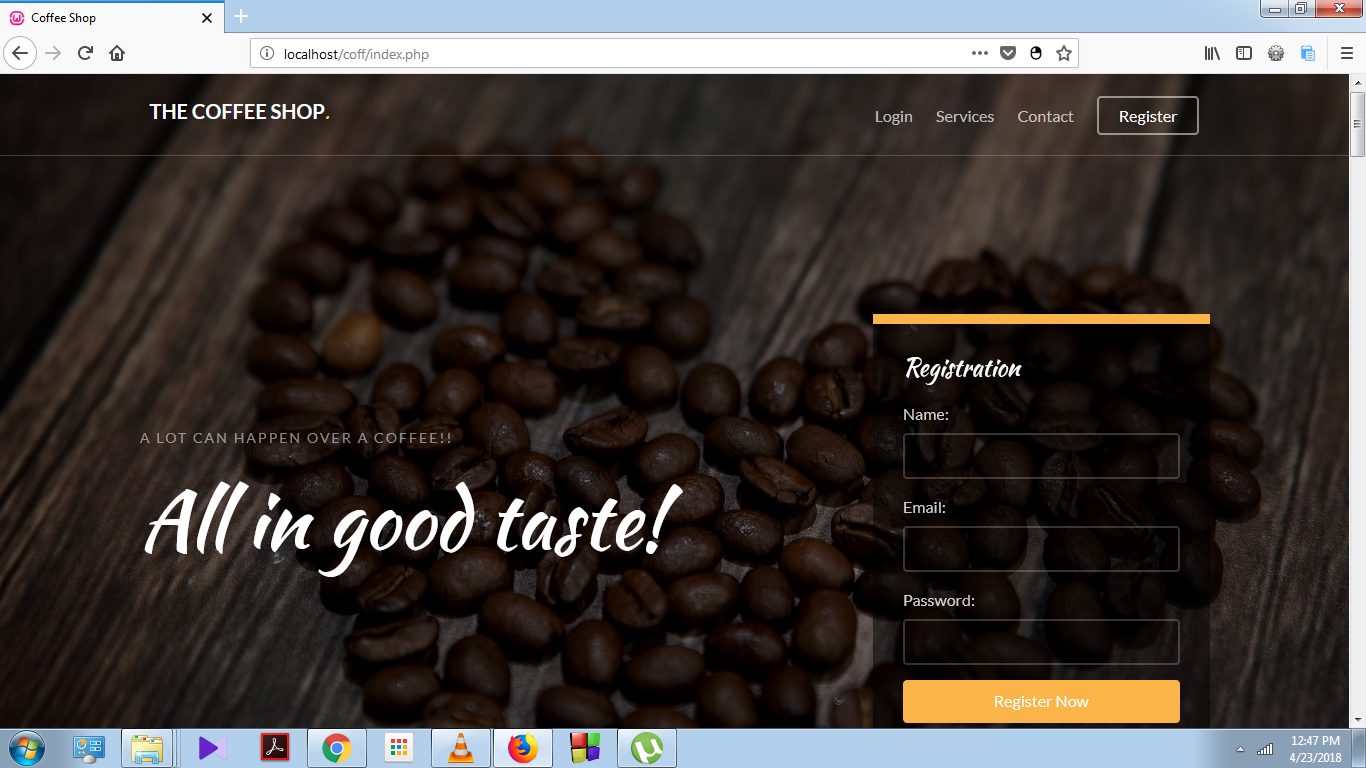 Coffee Shop
localhost/coff/index.php
THE COFFEE SHOP.
Login Services Contact Register
A LOT CAN HAPPEN OVER A COFFEE!!
All in good taste!
Registration
Name:
Email:
Password:
Register Now
12:47 PM
4/23/2018